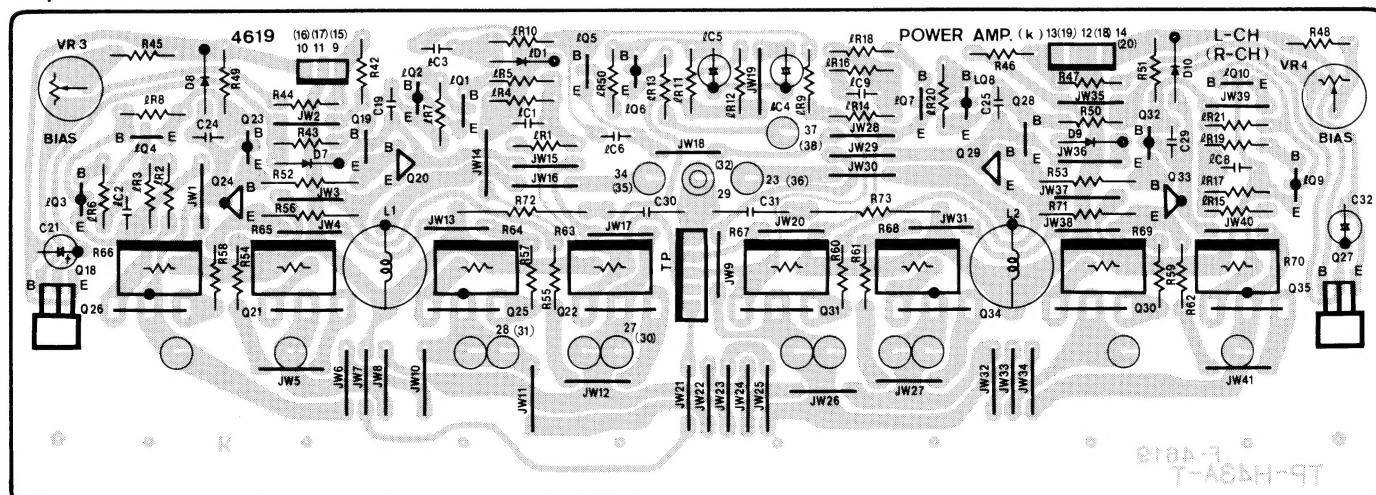 4619
POWER AMP. (k)
L-CH
(R-CH)
VR 3
BIAS
VR4
BIAS
(16) (17) (15)
10 11 9
13(19) 12 (18) 14
(20)
R45
D8
R49
R44
JW2
R43
D7
R42
Q19
C19
ℓC3
ℓQ2
B
E
ℓR7
ℓQ1
B
E
ℓR10
ℓD1
ℓR5
ℓR4
ℓC1
ℓR1
JW14
JW15
JW16
ℓQ5
B
E
ℓR50
B
E
ℓQ6
ℓR13
ℓR11
ℓC5
ℓR12
JW19
ℓC4
ℓR9
ℓC6
37
(38)
ℓR18
ℓR16
ℓC9
ℓR14
JW28
JW29
JW30
ℓQ7
B
E
ℓR20
LQ8
B
E
R46
C25
Q28
B
E
R47
JW35
R50
D9
JW36
R51
D10
Q32
B
E
C29
ℓQ10
B
E
JW39
ℓR21
ℓR19
ℓC8
ℓR17
ℓR15
JW40
R48
ℓR8
C24
Q23
B
E
B
E
ℓQ4
ℓQ3
B
E
ℓR6
ℓC2
ℓR3
ℓR2
JW1
Q24
B
E
R52
JW3
R56
JW4
B
E
Q20
JW18
34
(35)
(32)
29
23 (36)
C30
C31
R72
R73
JW13
JW17
JW20
JW31
Q29
B
E
R53
JW37
R71
JW38
Q33
B
E
ℓQ9
B
E
C32
Q27
B
E
C21
Q18
B
E
Q26
R66
R58
R54
R65
Q21
L1
R64
R57
Q25
R55
R63
Q22
TP
R67
JW9
R60
R61
Q31
R68
Q34
L2
R69
R59
R62
Q30
R70
Q35
28 (31)
27
(30)
JW5
JW6
JW7
JW8
JW10
JW11
JW12
JW21
JW22
JW23
JW24
JW25
JW26
JW27
JW32
JW33
JW34
JW41
K
F-4619
TP-H43A-T